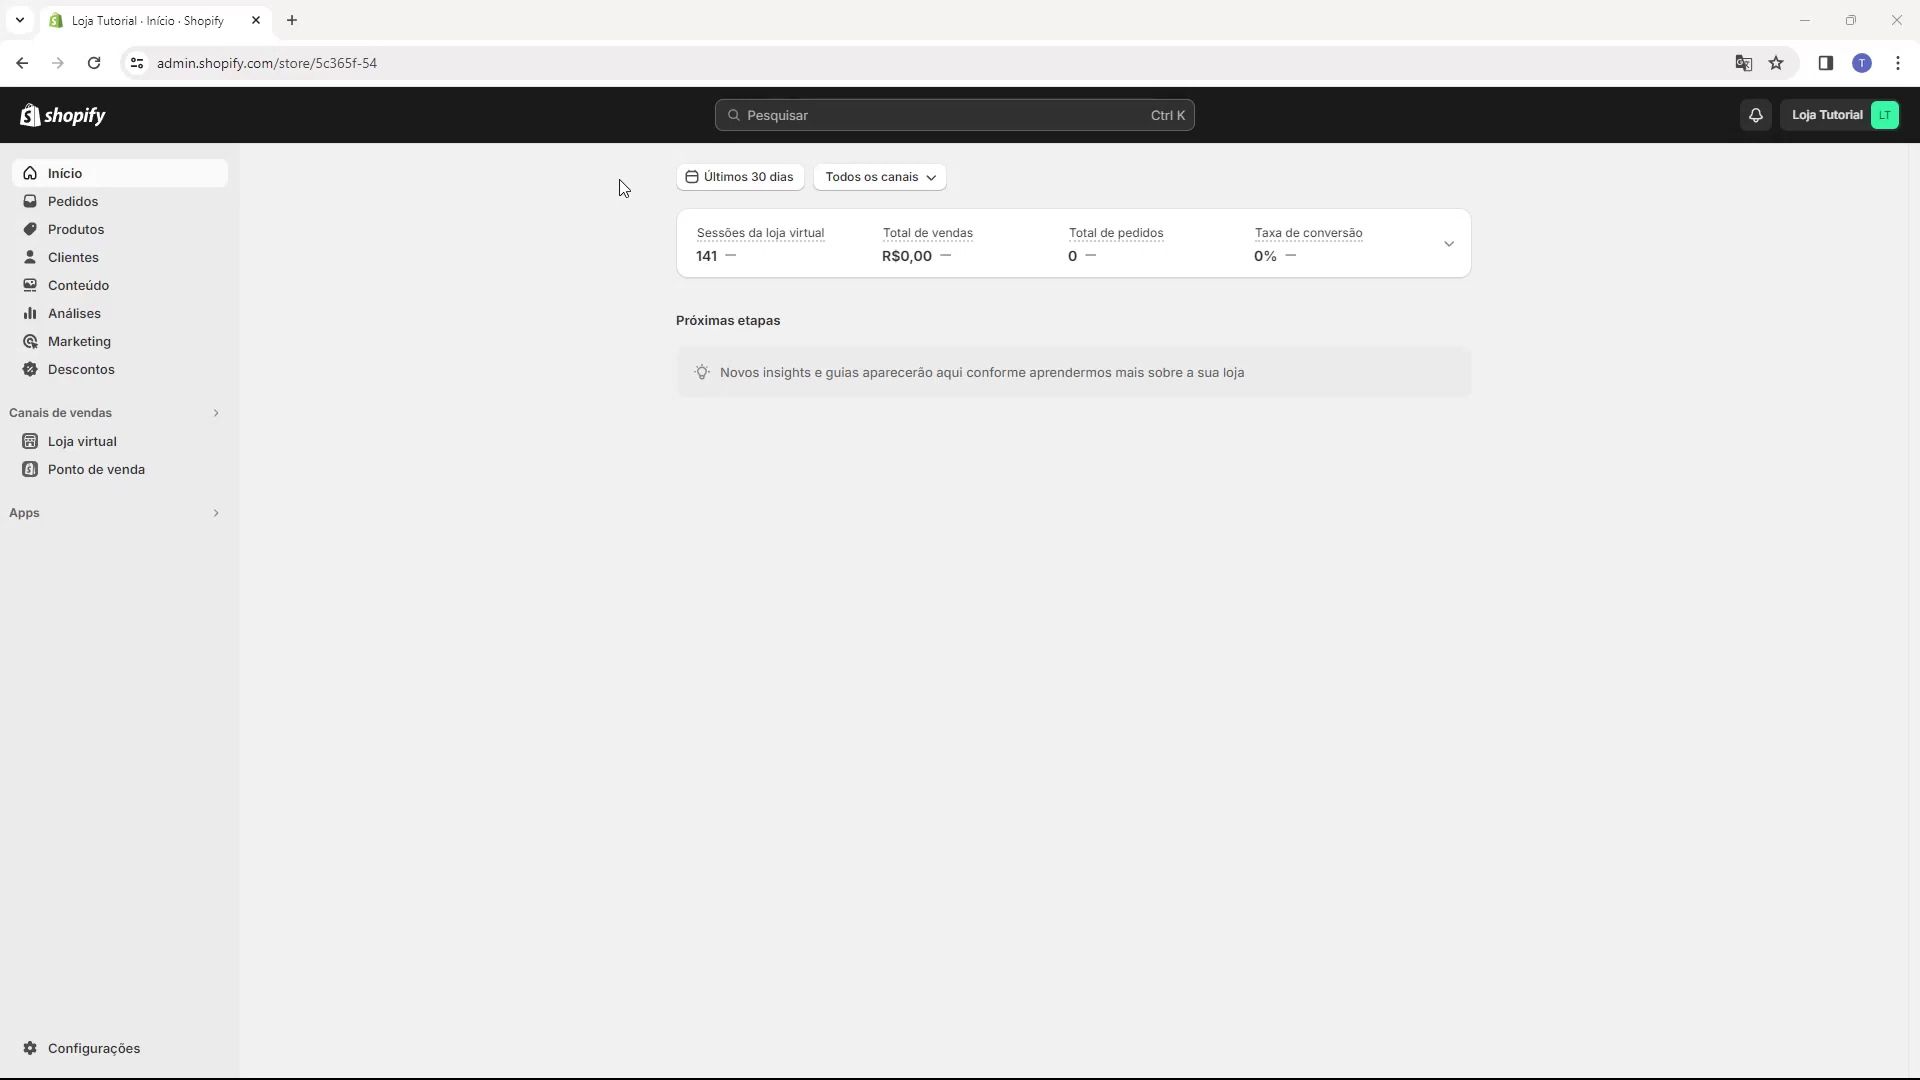 Loja Tutorial · Início · Shopify
admin.shopify.com/store/5c365f-54
T
shopify
Pesquisar
Ctrl K
Loja Tutorial
LT
Início
Pedidos
Produtos
Clientes
Conteúdo
Análises
Marketing
Descontos
Canais de vendas
Loja virtual
Ponto de venda
Apps
Configurações
Últimos 30 dias
Todos os canais
Sessões da loja virtual
141 —
Total de vendas
R$0,00 —
Total de pedidos
0 —
Taxa de conversão
0% —
Próximas etapas
Novos insights e guias aparecerão aqui conforme aprendermos mais sobre a sua loja